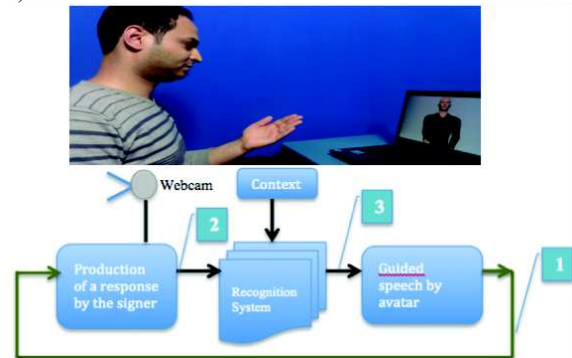 Webcam
Context
2
3
Production
of a response
by the signer
Recognition
System
Guided
speech by
avatar
1